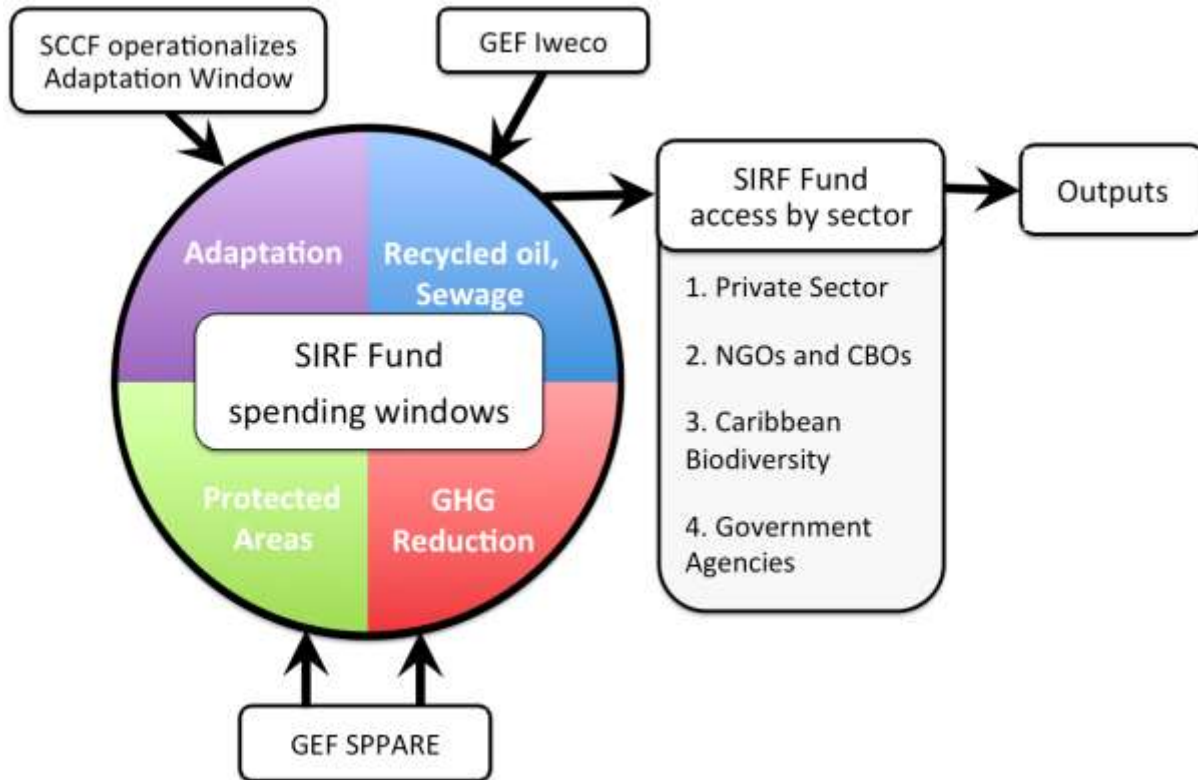 SCCF operationalizes
Adaptation Window
GEF Iweco
SIRF Fund
access by sector
Outputs
Adaptation
Recycled oil,
Sewage
SIRF Fund
spending windows
Protected
Areas
GHG
Reduction
1. Private Sector
2. NGOs and CBOs
3. Caribbean
Biodiversity
4. Government
Agencies
GEF SPPARE